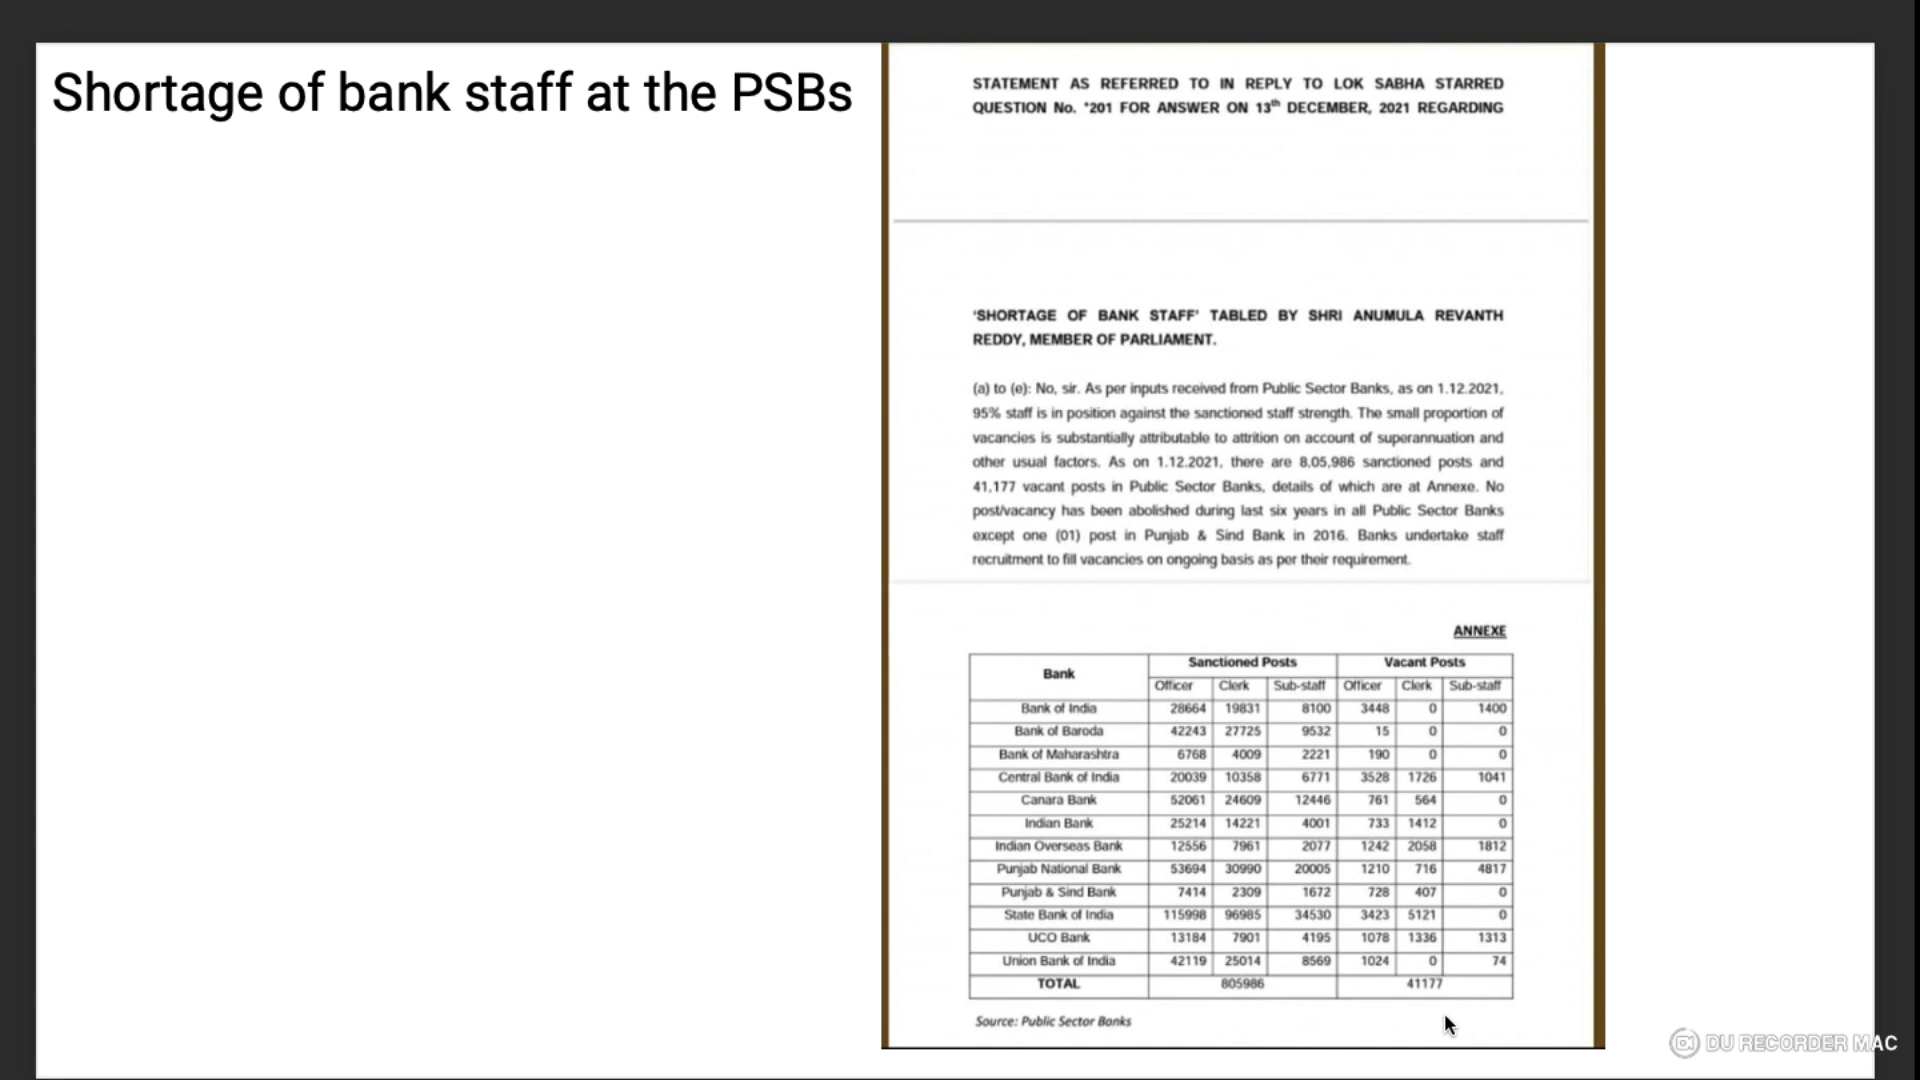 Shortage of bank staff at the PSBs
STATEMENT AS REFERRED TO IN REPLY TO LOK SABHA STARRED
QUESTION No. *201 FOR ANSWER ON 13th DECEMBER, 2021 REGARDING
'SHORTAGE OF BANK STAFF' TABLED BY SHRI ANUMULA REVANTH
REDDY, MEMBER OF PARLIAMENT.
(a) to (e): No, sir. As per inputs received from Public Sector Banks, as on 1.12.2021,
95% staff is in position against the sanctioned staff strength. The small proportion of
vacancies is substantially attributable to attrition on account of superannuation and
other usual factors. As on 1.12.2021, there are 8,05,986 sanctioned posts and
41,177 vacant posts in Public Sector Banks, details of which are at Annexe. No
post/vacancy has been abolished during last six years in all Public Sector Banks
except one (01) post in Punjab & Sind Bank in 2016. Banks undertake staff
recruitment to fill vacancies on ongoing basis as per their requirement.
ANNEXE
Bank Sanctioned Posts Vacant Posts
Officer Clerk Sub-staff Officer Clerk Sub-staff
Bank of India 28664 19831 8100 3448 0 1400
Bank of Baroda 42243 27725 9532 15 0 0
Bank of Maharashtra 6768 4009 2221 190 0 0
Central Bank of India 20039 10358 6771 3528 1726 1041
Canara Bank 52061 24609 12446 761 564 0
Indian Bank 25214 14221 4001 733 1412 0
Indian Overseas Bank 12556 7961 2077 1242 2058 1812
Punjab National Bank 53694 30990 20005 1210 716 4817
Punjab & Sind Bank 7414 2309 1672 728 407 0
State Bank of India 115998 96985 34530 3423 5121 0
UCO Bank 13184 7901 4195 1078 1336 1313
Union Bank of India 42119 25014 8569 1024 0 74
TOTAL 805986 41177
Source: Public Sector Banks
DU RECORDER MAC